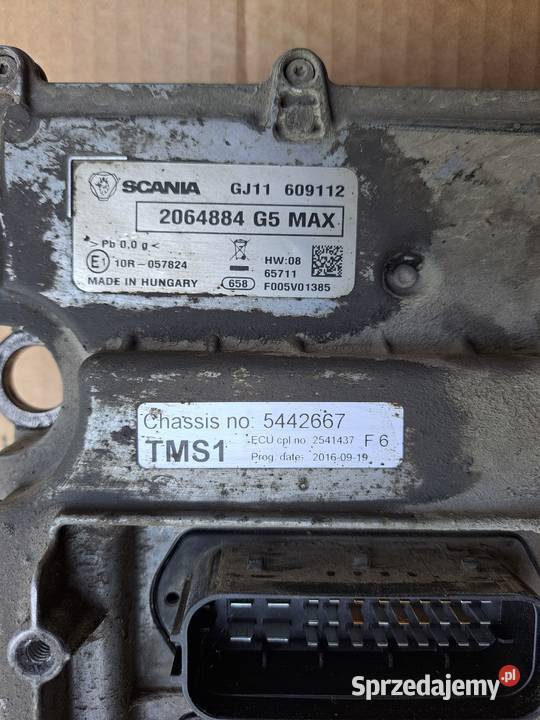 SCANIA GJ11 609112
2064884 G5 MAX
> Pb 0,0 g <
E1 10R-057824
HW:08
65711
MADE IN HUNGARY 658 F005V01385
Chassis no: 5442667
TMS1 ECU cpl no: 2541437 F 6
Prog. date: 2016-09-19
Sprzedajemy.pl